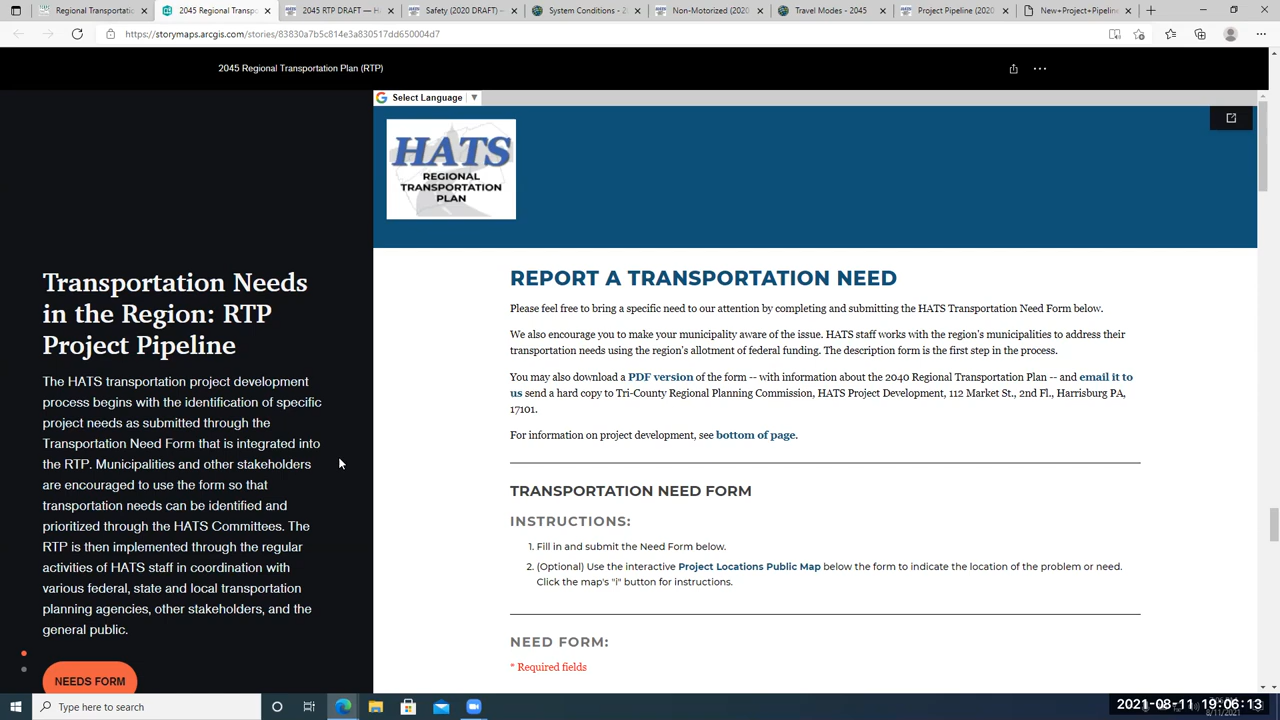 Regional Transportatio
2045 Regional Transpo
2045 RTP DRAFT — H
Safety (2020 DRAFT) –
System Conditions - 2
Non-Motorized (202
Travel Modes - 2045
Project Pipeline (2020
New+Project+Pipelin
https://storymaps.arcgis.com/stories/83830a7b5c814e3a830517dd650004d7
2045 Regional Transportation Plan (RTP)
Select Language
HATS
REGIONAL
TRANSPORTATION
PLAN
Transportation Needs
in the Region: RTP
Project Pipeline
The HATS transportation project development
process begins with the identification of specific
project needs as submitted through the
Transportation Need Form that is integrated into
the RTP. Municipalities and other stakeholders
are encouraged to use the form so that
transportation needs can be identified and
prioritized through the HATS Committees. The
RTP is then implemented through the regular
activities of HATS staff in coordination with
various federal, state and local transportation
planning agencies, other stakeholders, and the
general public.
NEEDS FORM
REPORT A TRANSPORTATION NEED
Please feel free to bring a specific need to our attention by completing and submitting the HATS Transportation Need Form below.
We also encourage you to make your municipality aware of the issue. HATS staff works with the region's municipalities to address their
transportation needs using the region's allotment of federal funding. The description form is the first step in the process.
You may also download a PDF version of the form -- with information about the 2040 Regional Transportation Plan -- and email it to
us send a hard copy to Tri-County Regional Planning Commission, HATS Project Development, 112 Market St., 2nd Fl., Harrisburg PA,
17101.
For information on project development, see bottom of page.
TRANSPORTATION NEED FORM
INSTRUCTIONS:
1. Fill in and submit the Need Form below.
2. (Optional) Use the interactive Project Locations Public Map below the form to indicate the location of the problem or need.
Click the map's "i" button for instructions.
NEED FORM:
* Required fields
Type here to search
2021-08-11 19:06:13